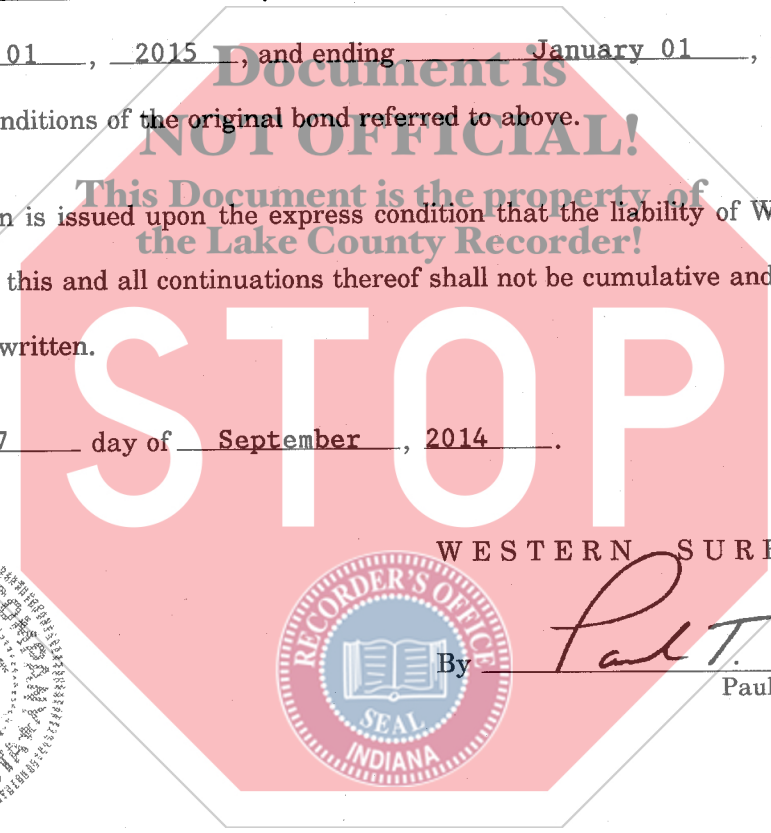 01 , 2015 , and ending January 01 ,
Document is
nditions of the original bond referred to above.
NOT OFFICIAL!
This Document is the property of
n is issued upon the express condition that the liability of W
the Lake County Recorder!
this and all continuations thereof shall not be cumulative and
written.
STOP
7 day of September , 2014 .
WESTERN SURE
RECORDER'S OFFICE
SEAL
INDIANA
By Paul T.
Paul